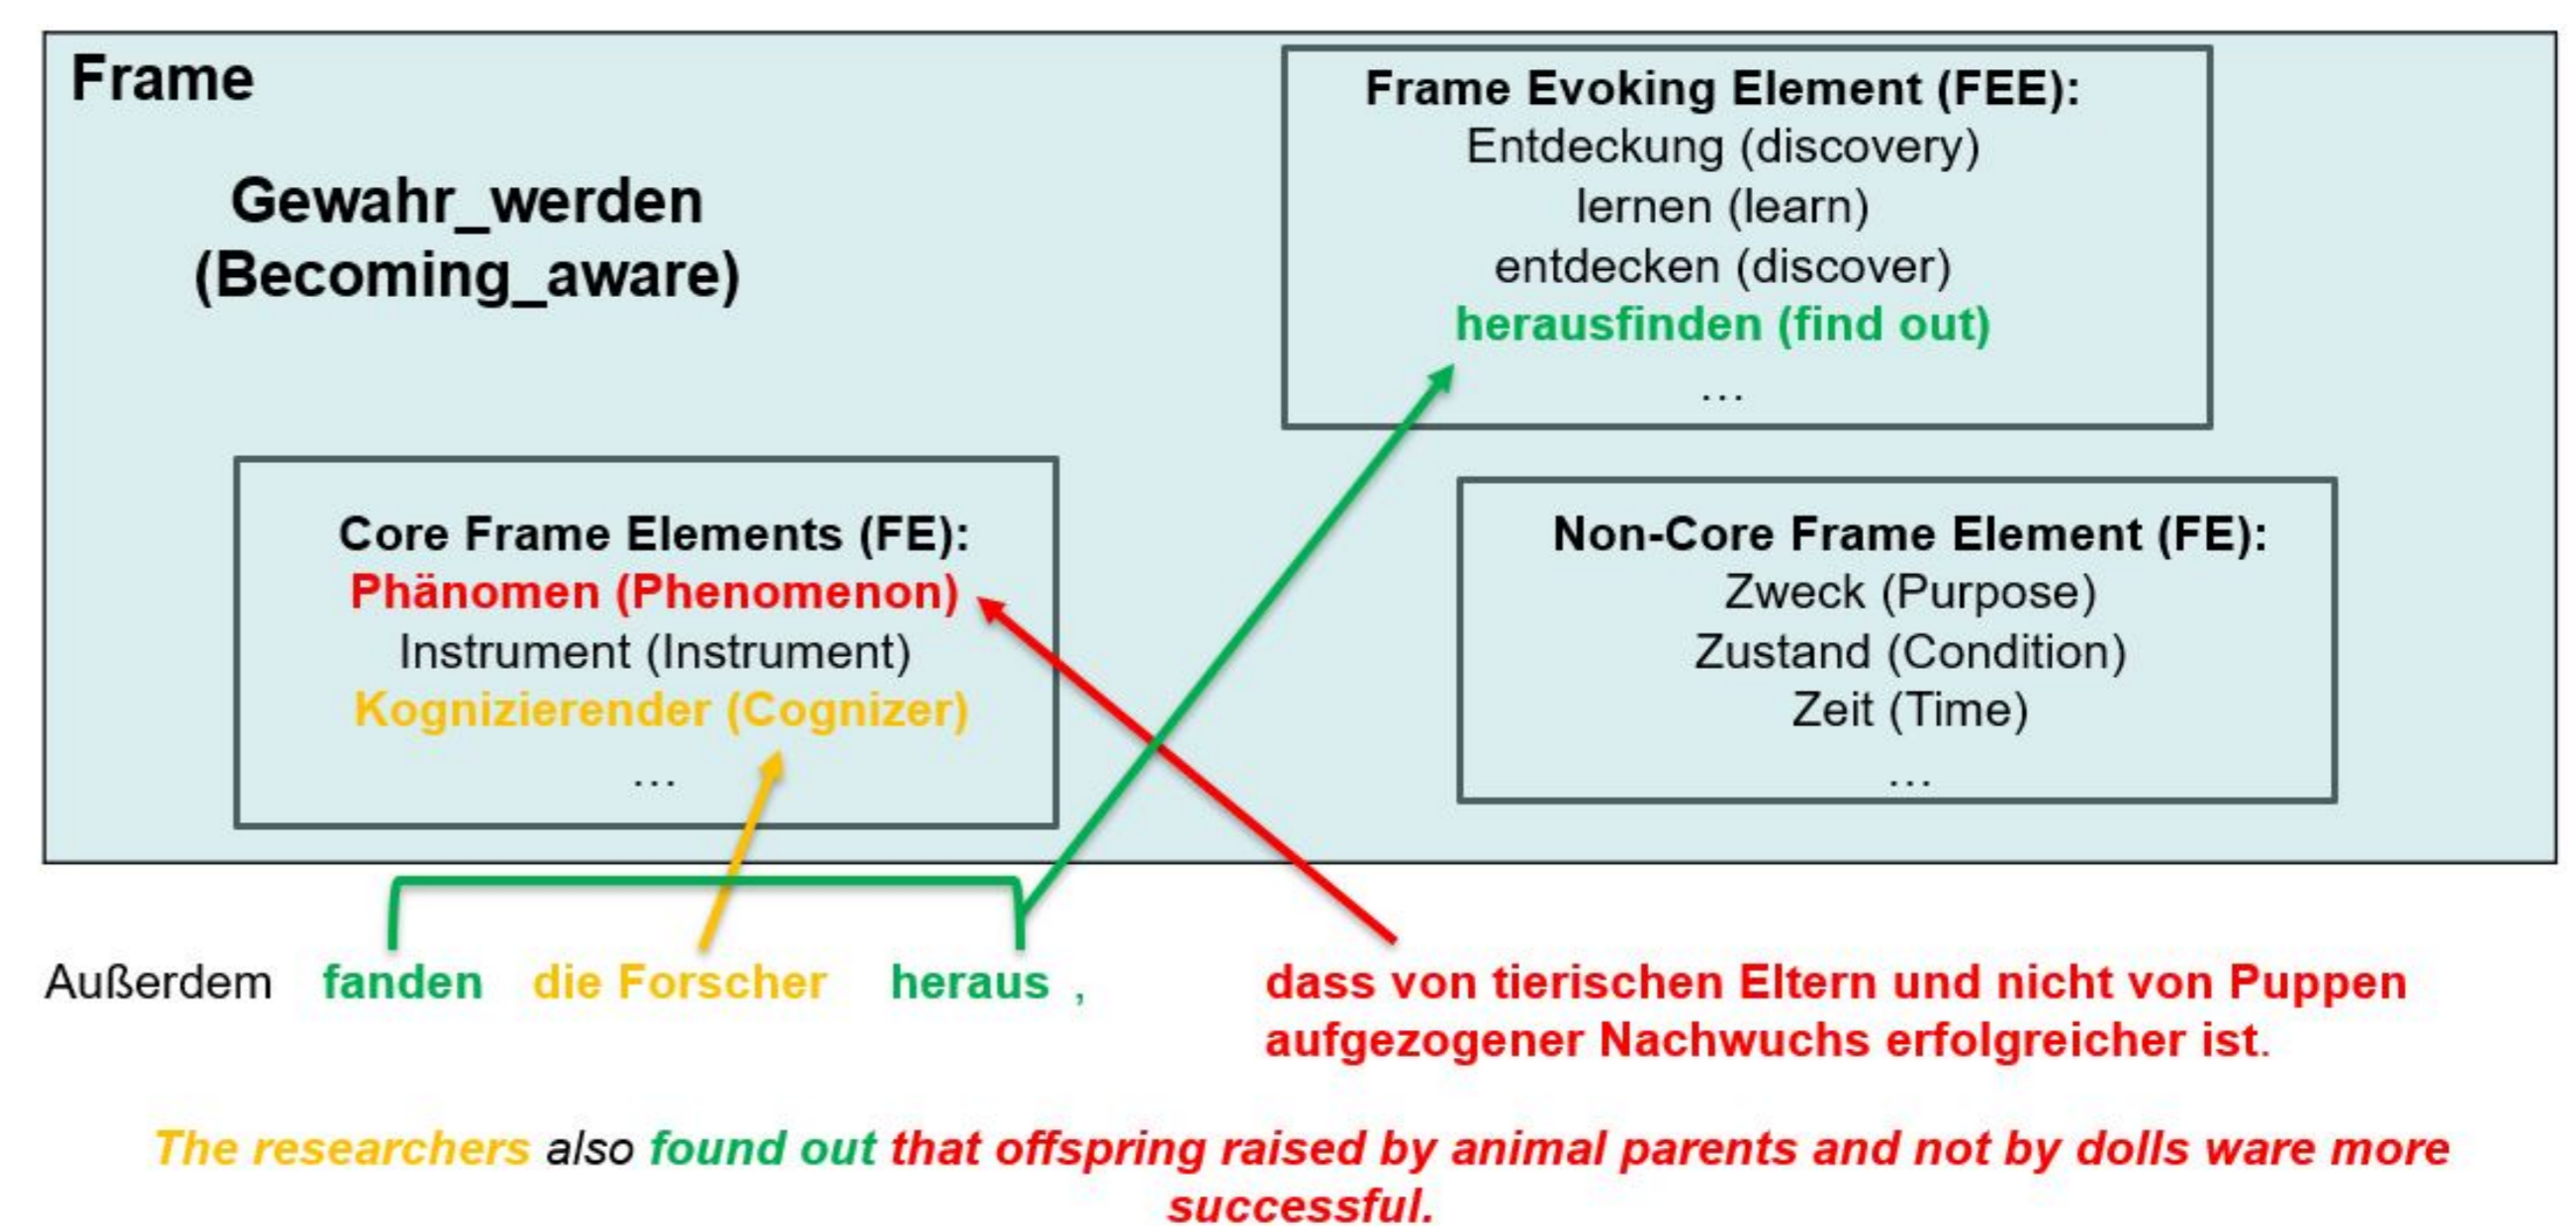 Frame
Gewahr_werden
(Becoming_aware)
Frame Evoking Element (FEE):
Entdeckung (discovery)
lernen (learn)
entdecken (discover)
herausfinden (find out)
...
Core Frame Elements (FE):
Phänomen (Phenomenon)
Instrument (Instrument)
Kognizierender (Cognizer)
...
Non-Core Frame Element (FE):
Zweck (Purpose)
Zustand (Condition)
Zeit (Time)
...
Außerdem fanden die Forscher heraus , dass von tierischen Eltern und nicht von Puppen
aufgezogener Nachwuchs erfolgreicher ist.
The researchers also found out that offspring raised by animal parents and not by dolls ware more
successful.